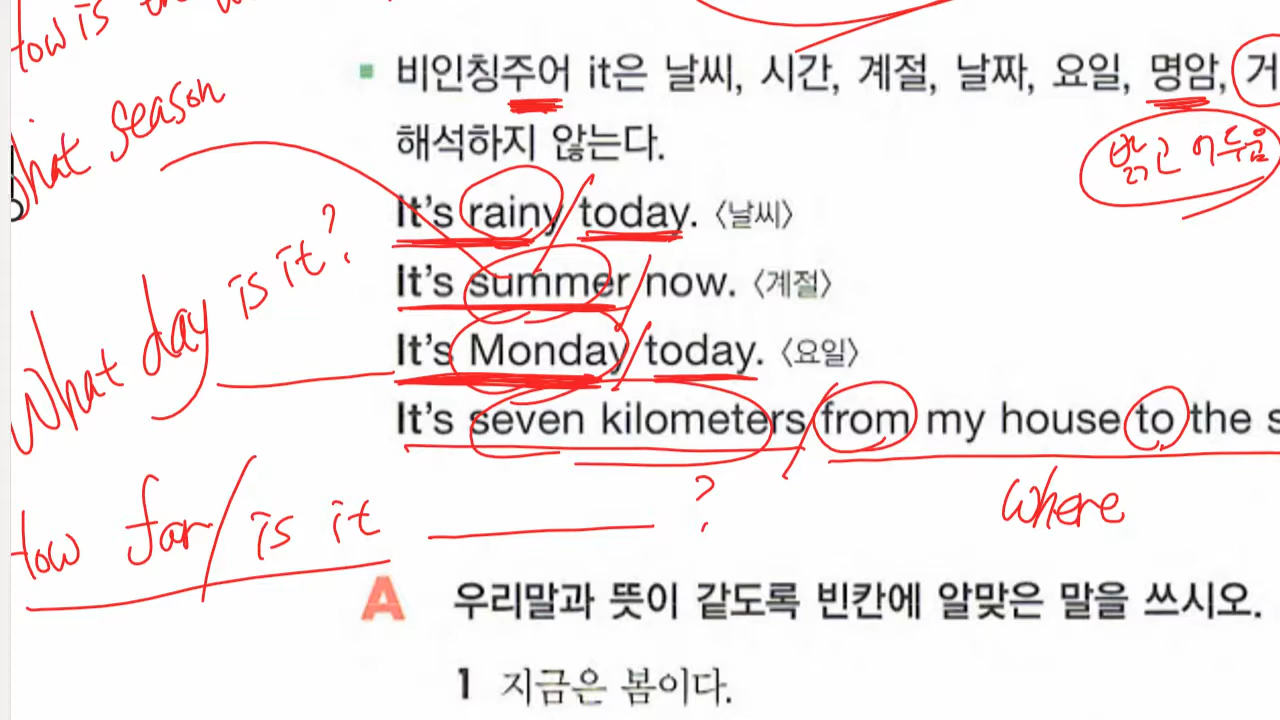 How is the
What season
비인칭주어 it은 날씨, 시간, 계절, 날짜, 요일, 명암, 거
해석하지 않는다.
밝고 어두움
It's rainy today. 〈날씨〉
It's summer now. 〈계절〉
What day is it?
It's Monday today. 〈요일〉
It's seven kilometers from my house to the s
where
How far is it ?
A 우리말과 뜻이 같도록 빈칸에 알맞은 말을 쓰시오.
1 지금은 봄이다.